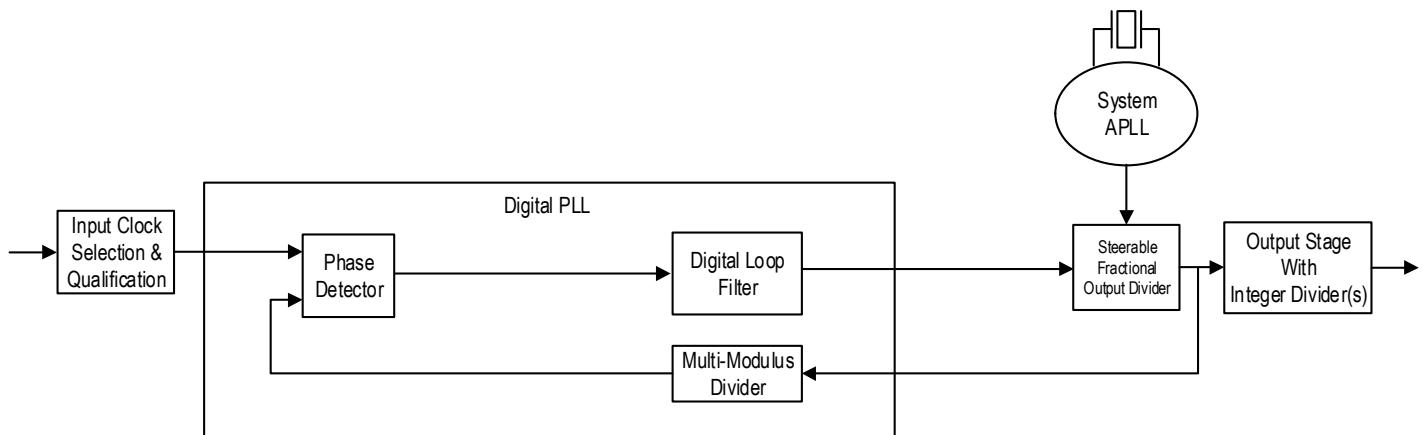 System
APLL
Digital PLL
Input Clock
Selection &
Qualification
Phase
Detector
Digital Loop
Filter
Steerable
Fractional
Output Divider
Output Stage
With
Integer Divider(s)
Multi-Modulus
Divider